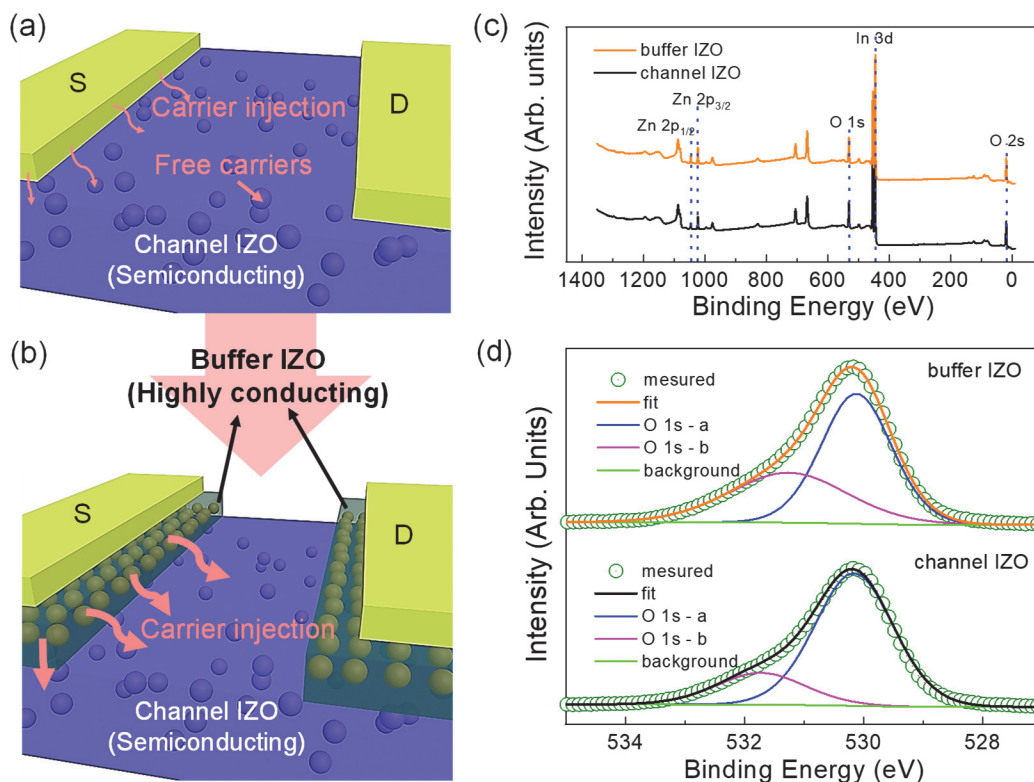 (a)
S
D
Carrier injection
Free carriers
Channel IZO
(Semiconducting)
(b)
Buffer IZO
(Highly conducting)
S
D
Carrier injection
Channel IZO
(Semiconducting)
(c)
Intensity (Arb. units)
buffer IZO
channel IZO
In 3d
Zn 2p3/2
Zn 2p1/2
O 1s
O 2s
1400 1200 1000 800 600 400 200 0
Binding Energy (eV)
(d)
Intensity (Arb. Units)
buffer IZO
mesured
fit
O 1s - a
O 1s - b
background
channel IZO
mesured
fit
O 1s - a
O 1s - b
background
534 532 530 528
Binding Energy (eV)